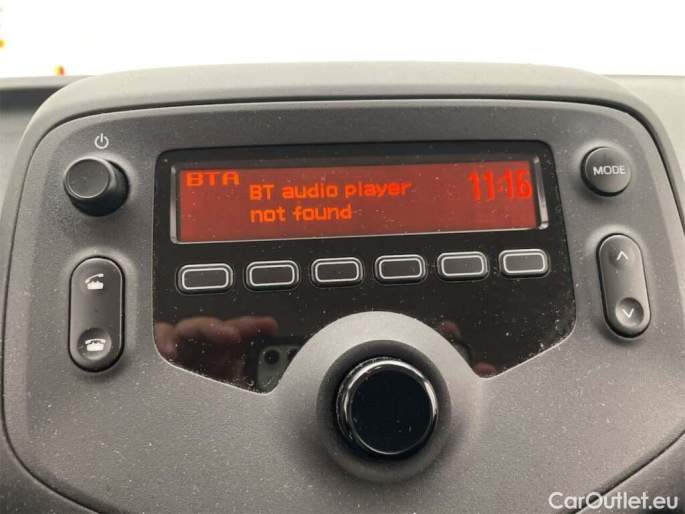 BTA
BT audio player
not found
11:16
MODE
CarOutlet.eu